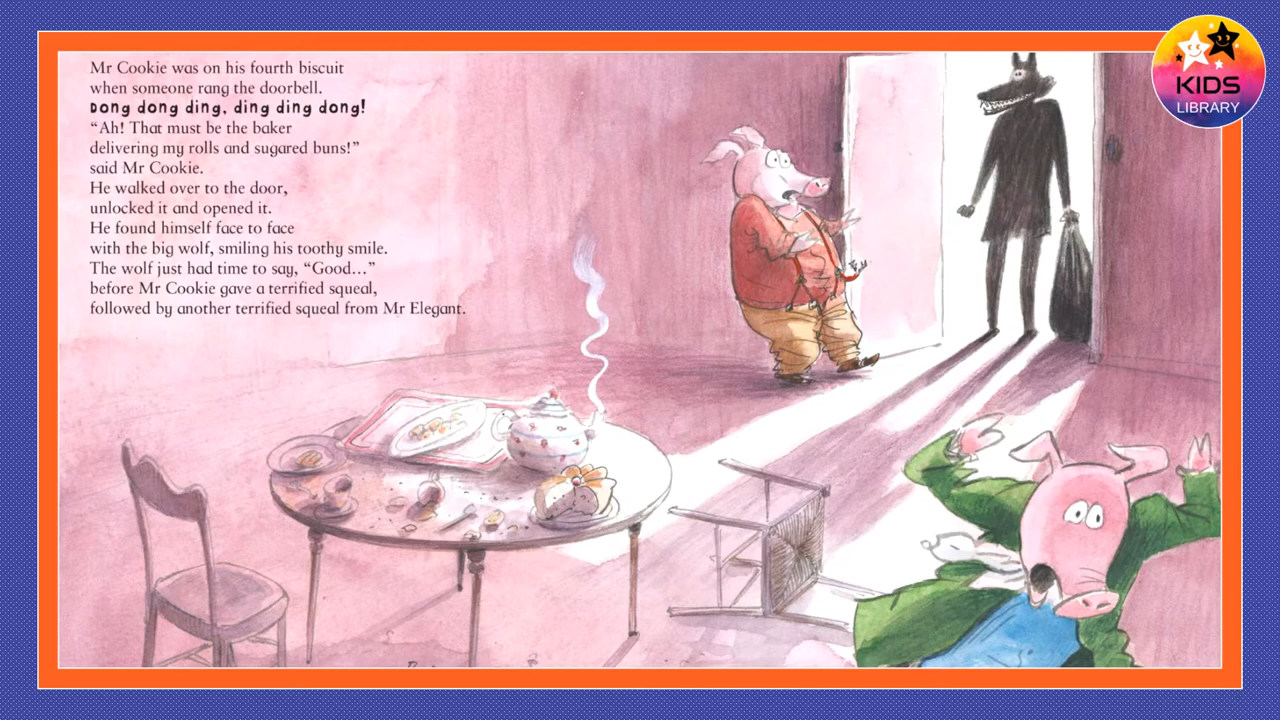 Mr Cookie was on his fourth biscuit
when someone rang the doorbell.
Dong dong ding, ding ding dong!
“Ah! That must be the baker
delivering my rolls and sugared buns!”
said Mr Cookie.
He walked over to the door,
unlocked it and opened it.
He found himself face to face
with the big wolf, smiling his toothy smile.
The wolf just had time to say, “Good...”
before Mr Cookie gave a terrified squeal,
followed by another terrified squeal from Mr Elegant.
KIDS
LIBRARY